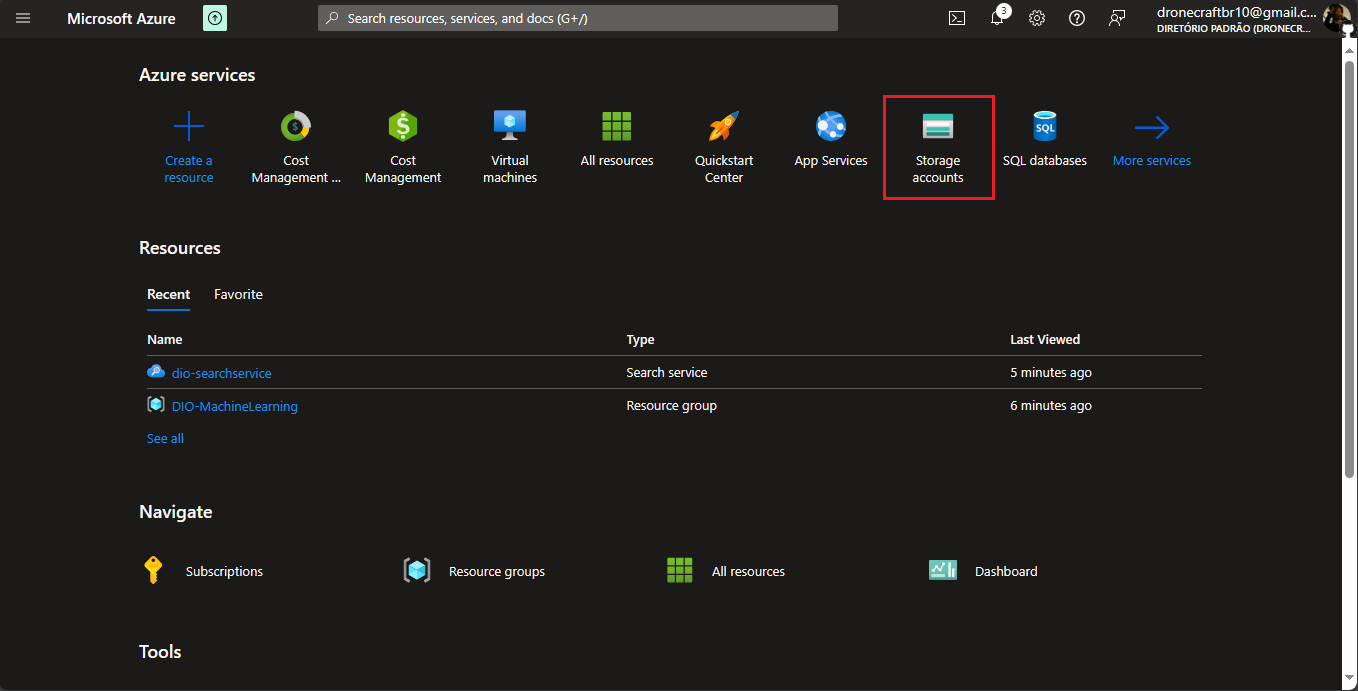 Microsoft Azure
Search resources, services, and docs (G+/)
3
dronecraftbr10@gmail.c...
DIRETÓRIO PADRÃO (DRONECR...
Azure services
Create a
resource
Cost
Management ...
Cost
Management
Virtual
machines
All resources
Quickstart
Center
App Services
Storage
accounts
SQL
SQL databases
More services
Resources
Recent
Favorite
Name
Type
Last Viewed
dio-searchservice
Search service
5 minutes ago
DIO-MachineLearning
Resource group
6 minutes ago
See all
Navigate
Subscriptions
Resource groups
All resources
Dashboard
Tools